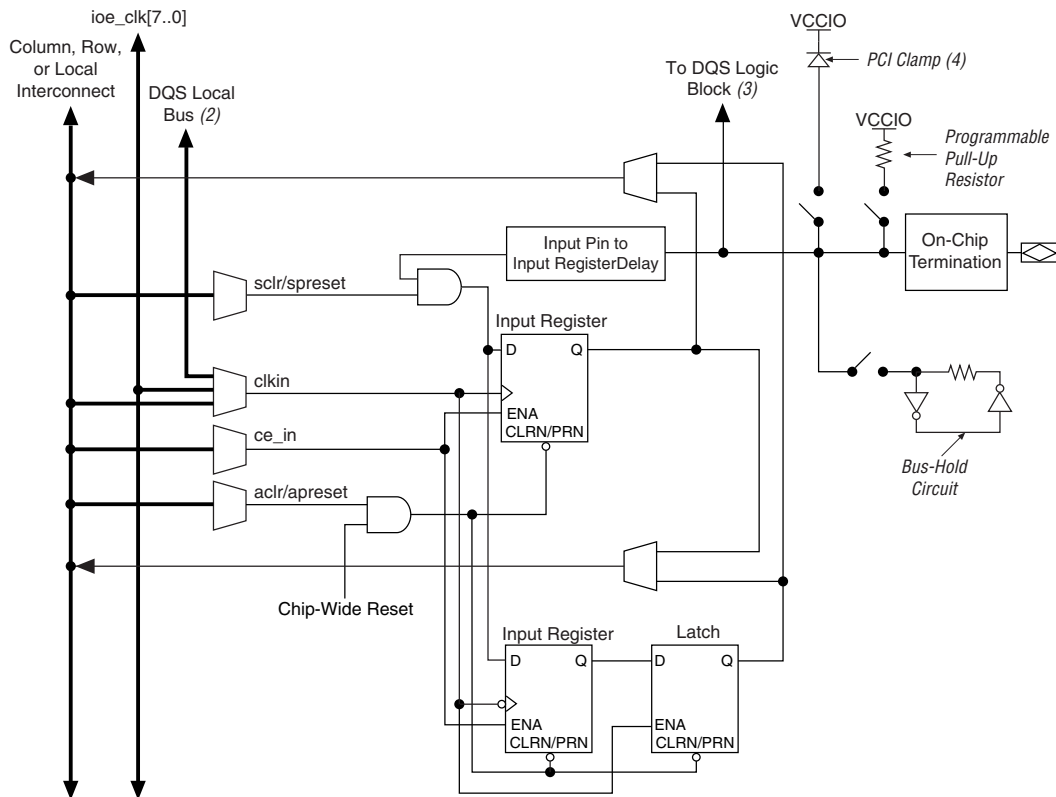 ioe_clk[7..0]
Column, Row,
or Local
Interconnect
DQS Local
Bus (2)
To DQS Logic
Block (3)
VCCIO
PCI Clamp (4)
VCCIO
Programmable
Pull-Up
Resistor
Input Pin to
Input RegisterDelay
On-Chip
Termination
sclr/spreset
Input Register
D
Q
clkin
ENA
CLRN/PRN
ce_in
Bus-Hold
Circuit
aclr/apreset
Chip-Wide Reset
Input Register
Latch
D
Q
D
Q
ENA
CLRN/PRN
ENA
CLRN/PRN